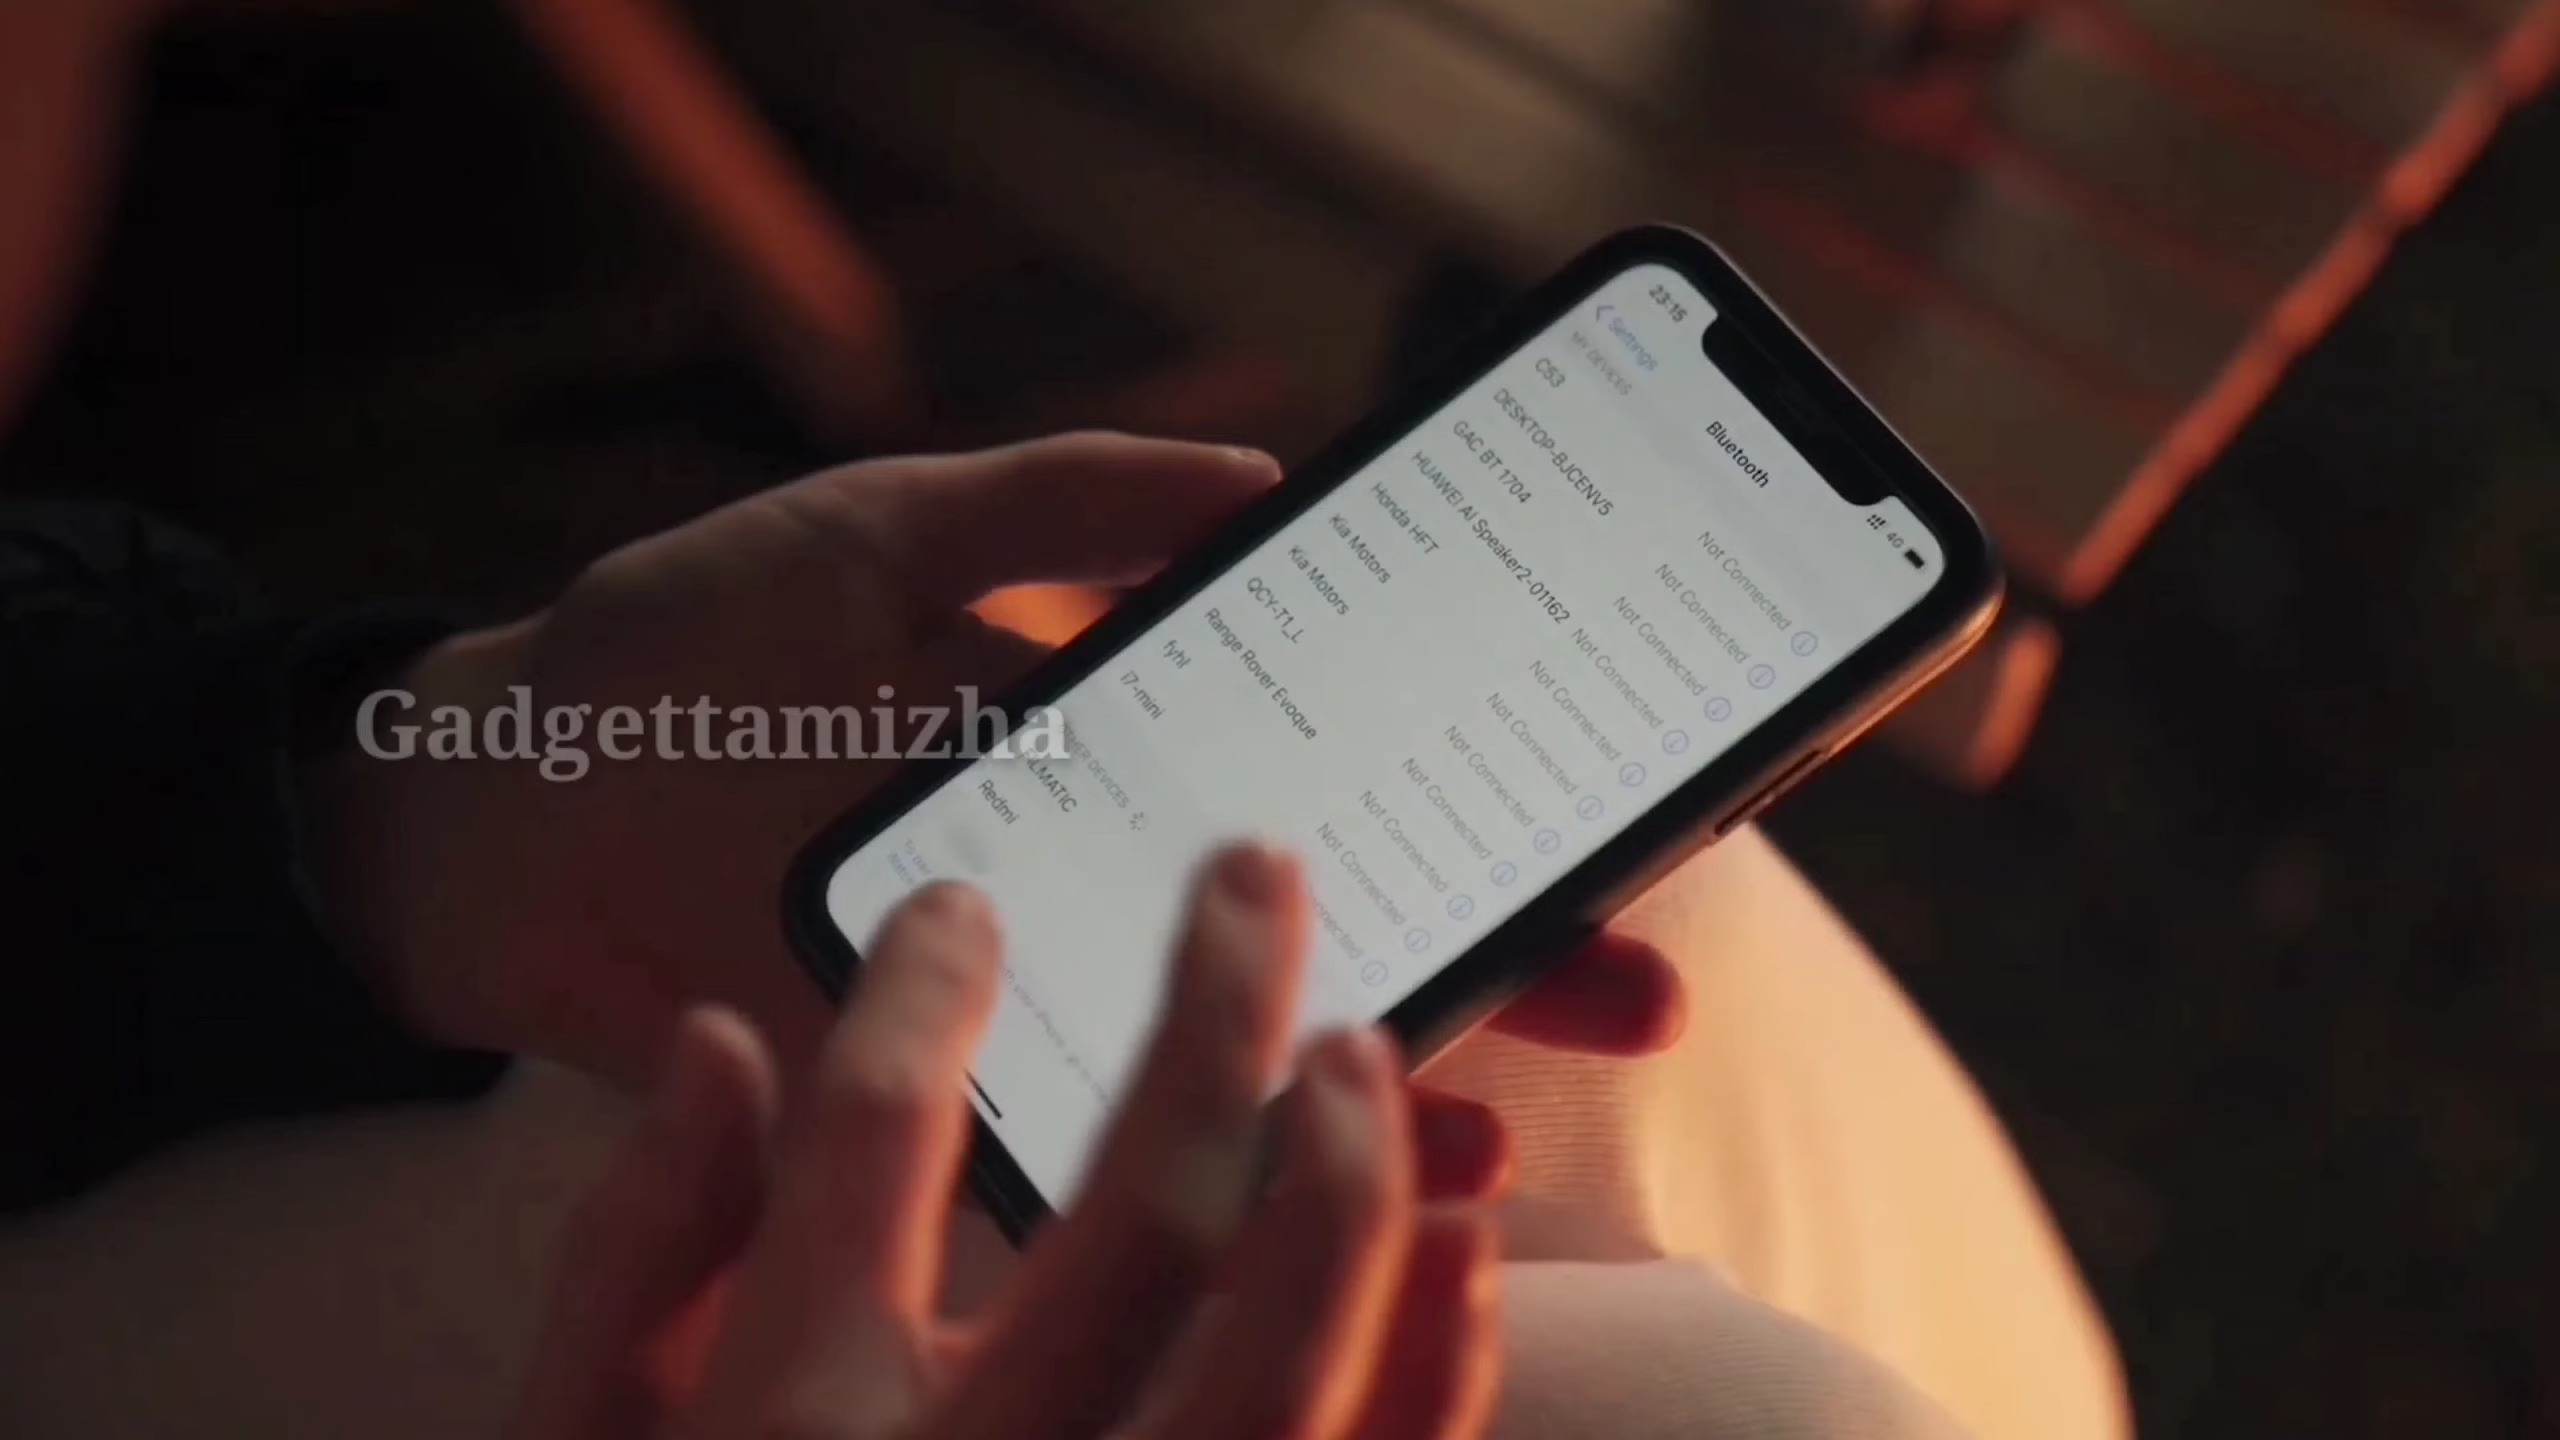 23:15
4G
Settings
Bluetooth
MY DEVICES
C53 Not Connected
DESKTOP-BJCENV5 Not Connected
GAC BT 1704 Not Connected
HUAWEI AI Speaker2-01162 Not Connected
Honda HFT Not Connected
Kia Motors Not Connected
Kia Motors Not Connected
QCY-T1_L Not Connected
Range Rover Evoque Not Connected
fyhl Not Connected
i7-mini
DEVICES
Redmi
Gadgettamizha